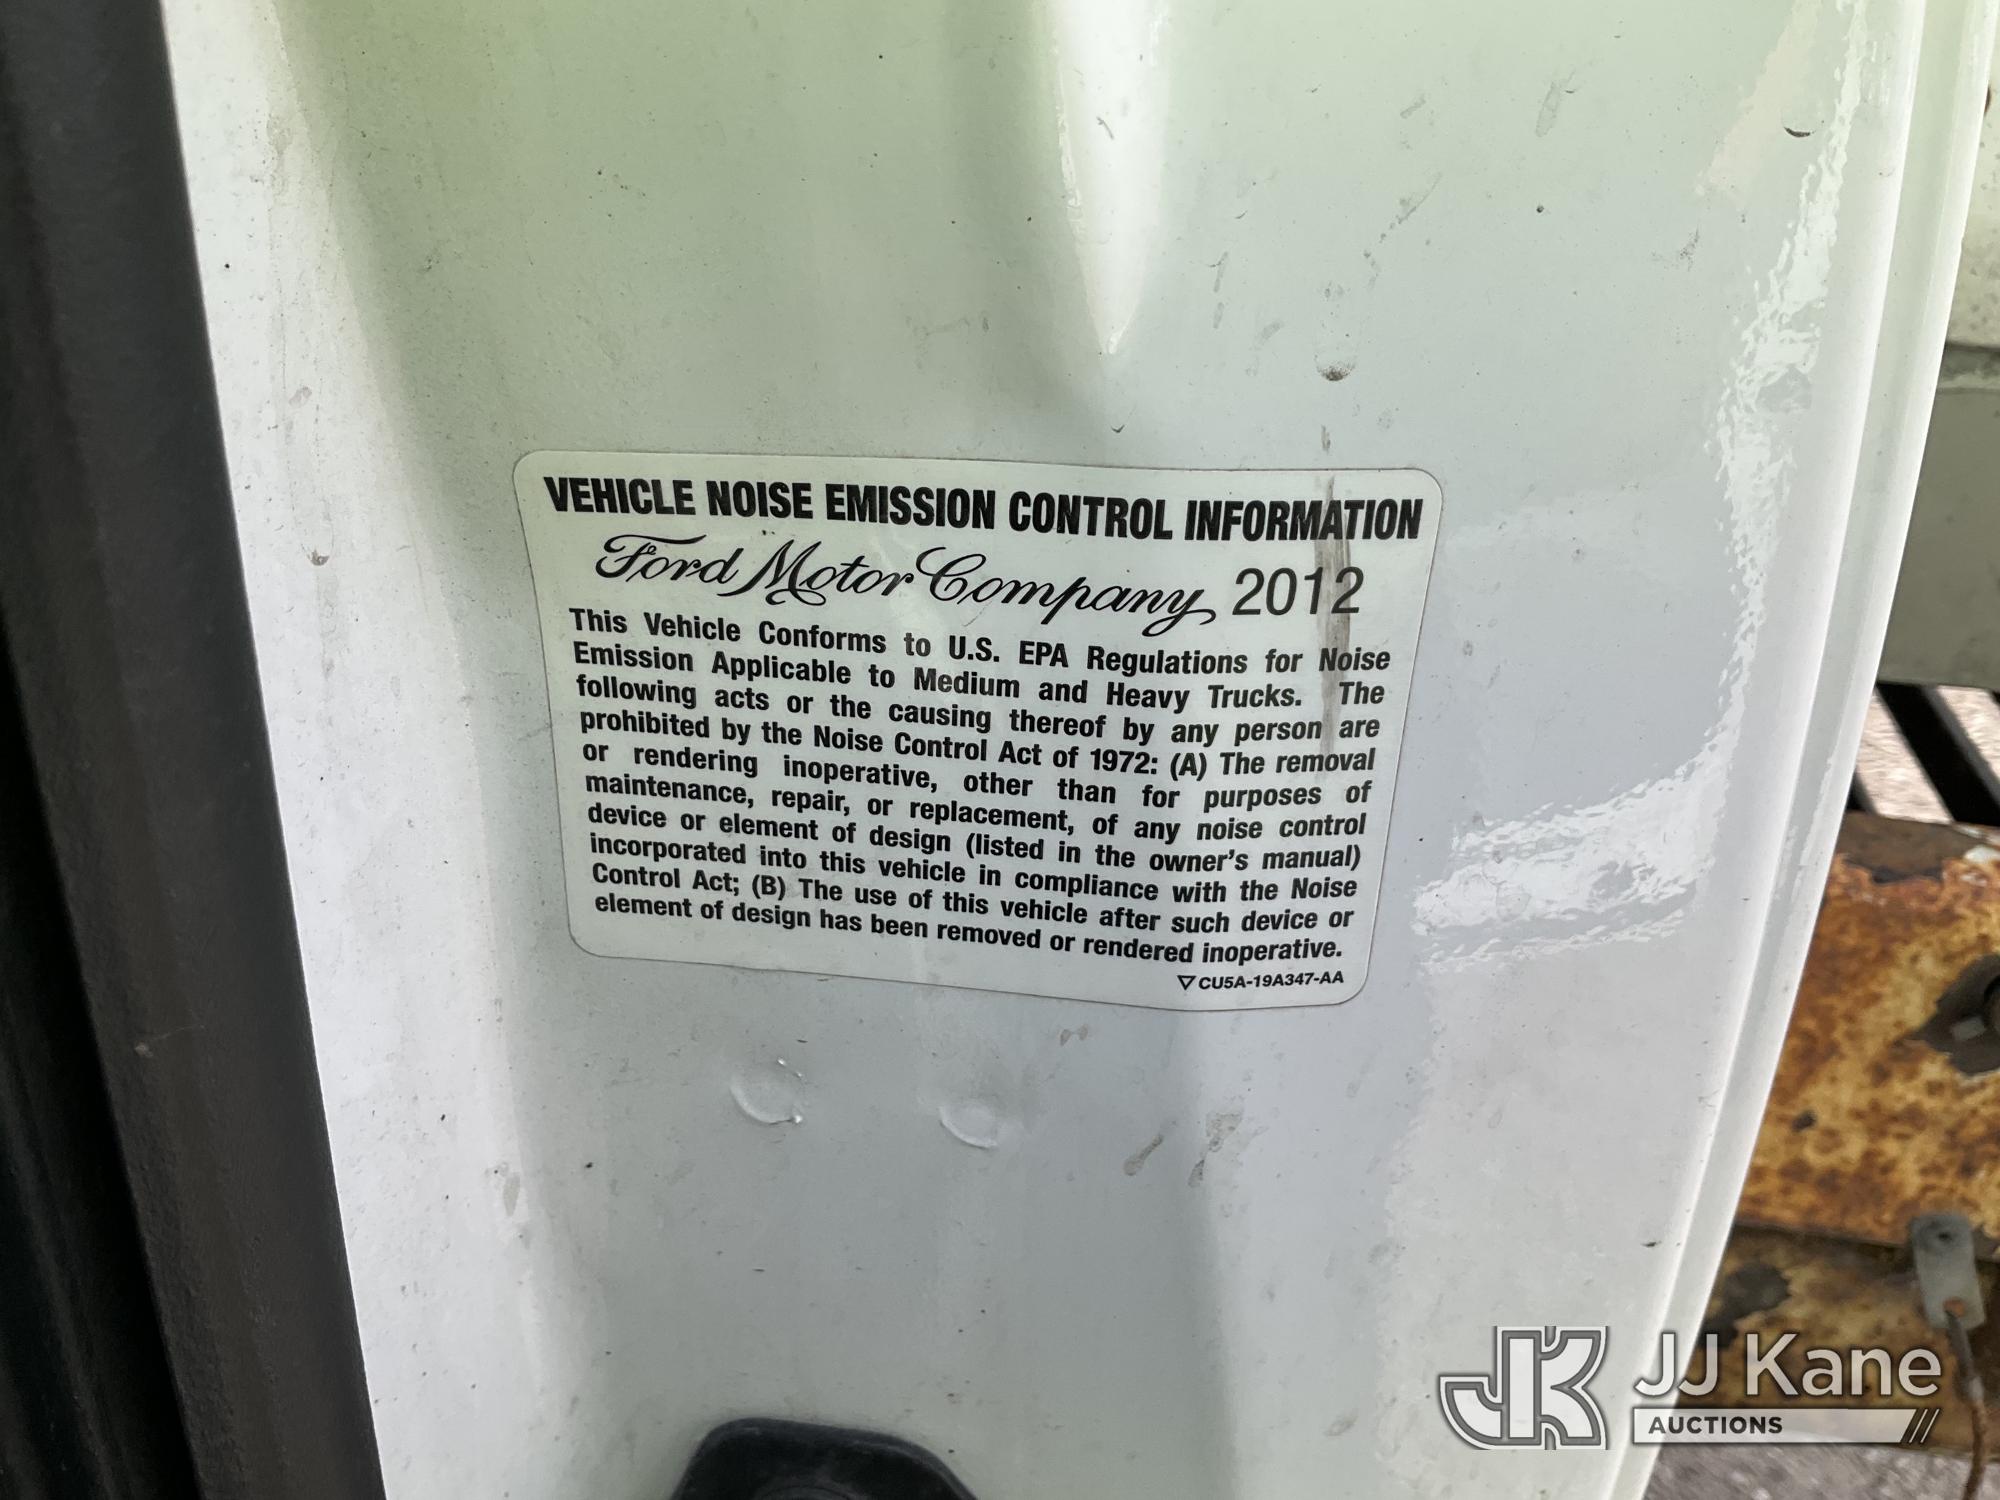 VEHICLE NOISE EMISSION CONTROL INFORMATION
Ford Motor Company 2012
This Vehicle Conforms to U.S. EPA Regulations for Noise
Emission Applicable to Medium and Heavy Trucks. The
following acts or the causing thereof by any person are
prohibited by the Noise Control Act of 1972: (A) The removal
or rendering inoperative, other than for purposes of
maintenance, repair, or replacement, of any noise control
device or element of design (listed in the owner's manual)
incorporated into this vehicle in compliance with the Noise
Control Act; (B) The use of this vehicle after such device or
element of design has been removed or rendered inoperative.
CU5A-19A347-AA
JK JJ Kane
AUCTIONS